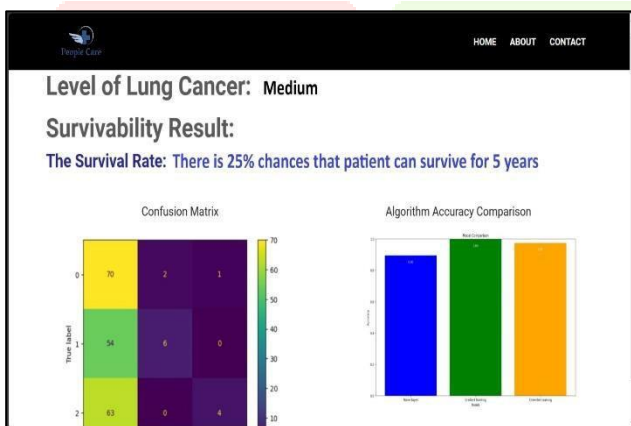 People Care
HOME ABOUT CONTACT
Level of Lung Cancer: Medium
Survivability Result:
The Survival Rate: There is 25% chances that patient can survive for 5 years
Confusion Matrix
Algorithm Accuracy Comparison
0
70
2
1
1
54
6
0
2
63
0
4
True label
70
60
50
40
30
20
10